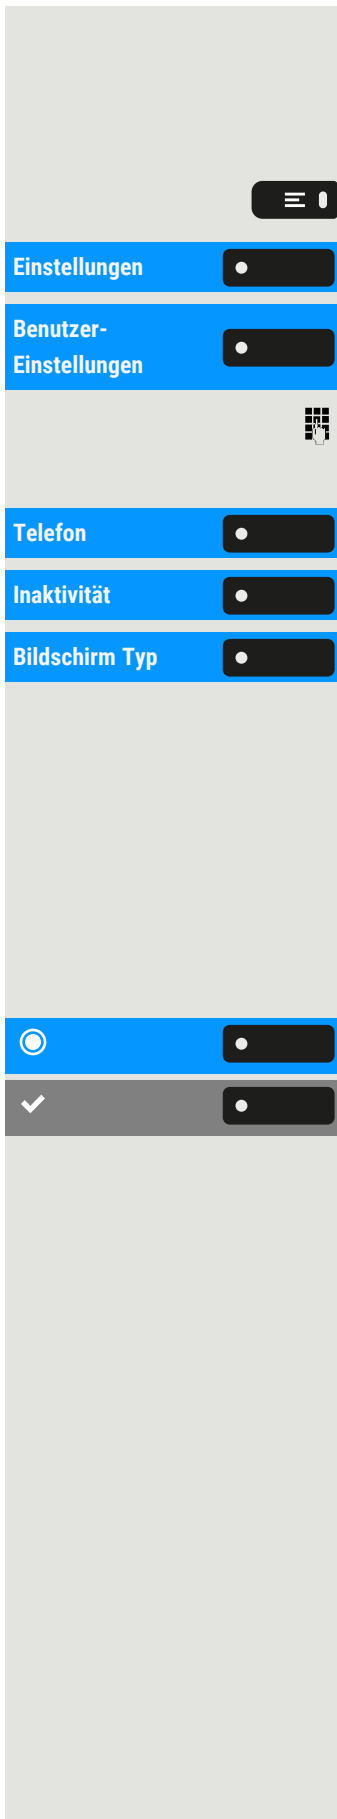 Einstellungen
Benutzer-
Einstellungen
Telefon
Inaktivität
Bildschirm Typ